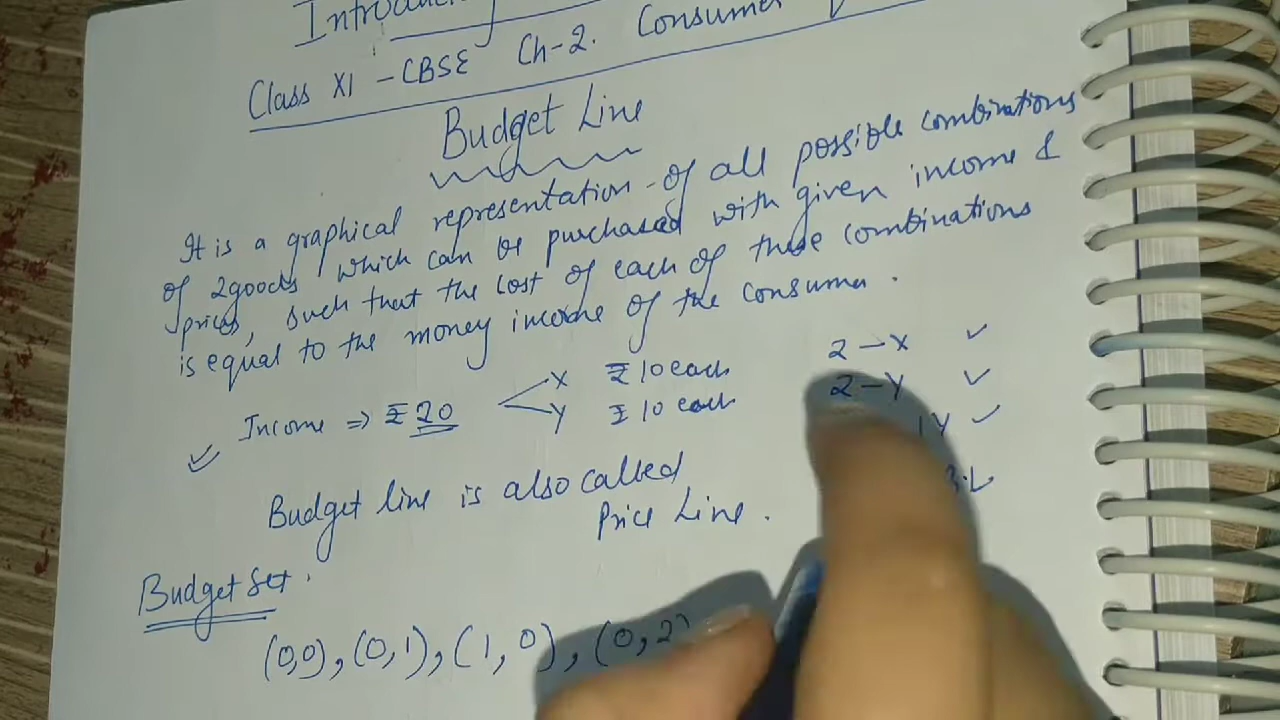 Class XI - CBSE Ch-2. Consumer
Budget Line
It is a graphical representation of all possible combinations
of 2 goods which can be purchased with given income &
prices, such that the cost of each of these combinations
is equal to the money income of the consumer.
Income ⇒ ₹ 20
X ₹ 10 each
Y ₹ 10 each
2 - X ✓
2 - Y ✓
1Y ✓
Budget line is also called
Price Line.
Budget Set.
(0,0), (0,1), (1,0), (0,2)